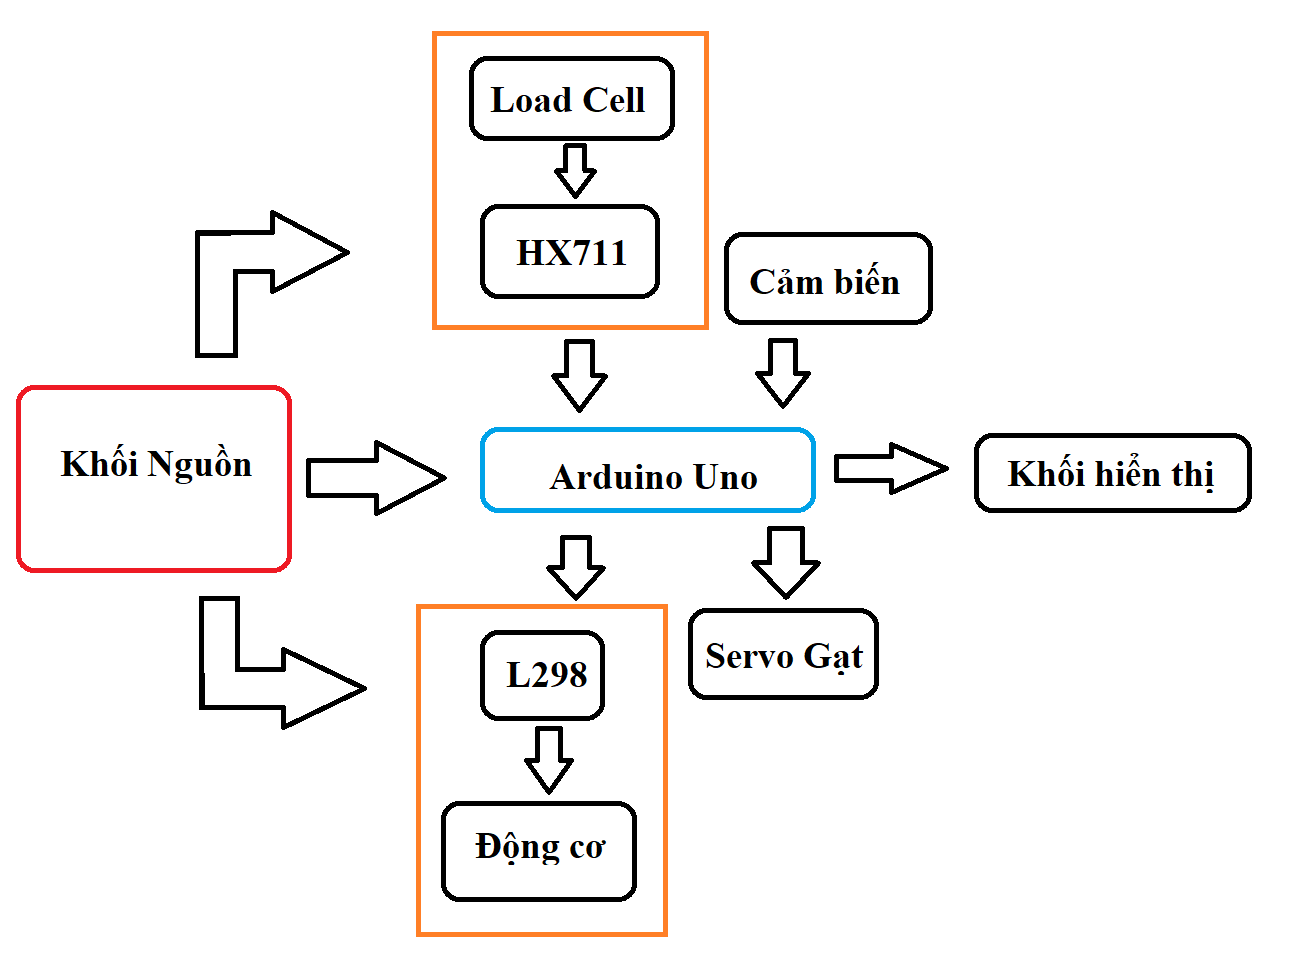 Load Cell
HX711
Cảm biến
Khối Nguồn
Arduino Uno
Khối hiển thị
L298
Servo Gạt
Động cơ